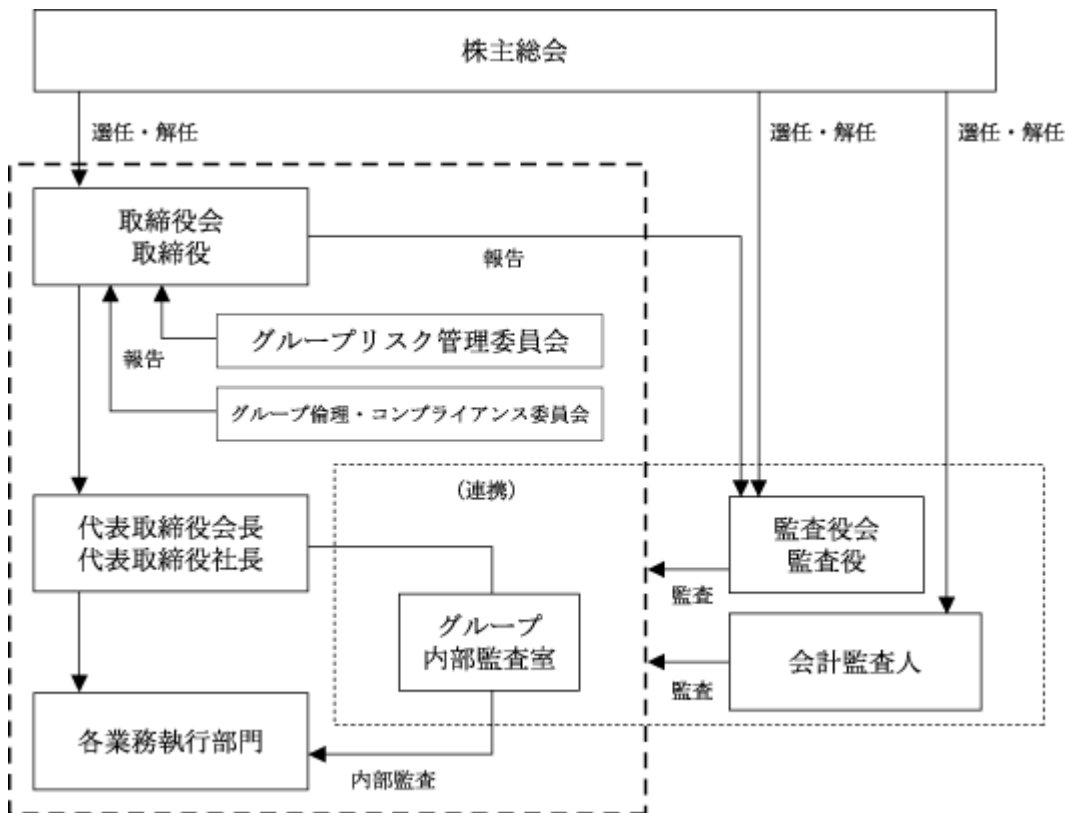 株主総会
選任・解任
選任・解任
選任・解任
取締役会
取締役
報告
グループリスク管理委員会
報告
グループ倫理・コンプライアンス委員会
(連携)
代表取締役会長
代表取締役社長
監査役会
監査役
監査
グループ
内部監査室
会計監査人
監査
各業務執行部門
内部監査